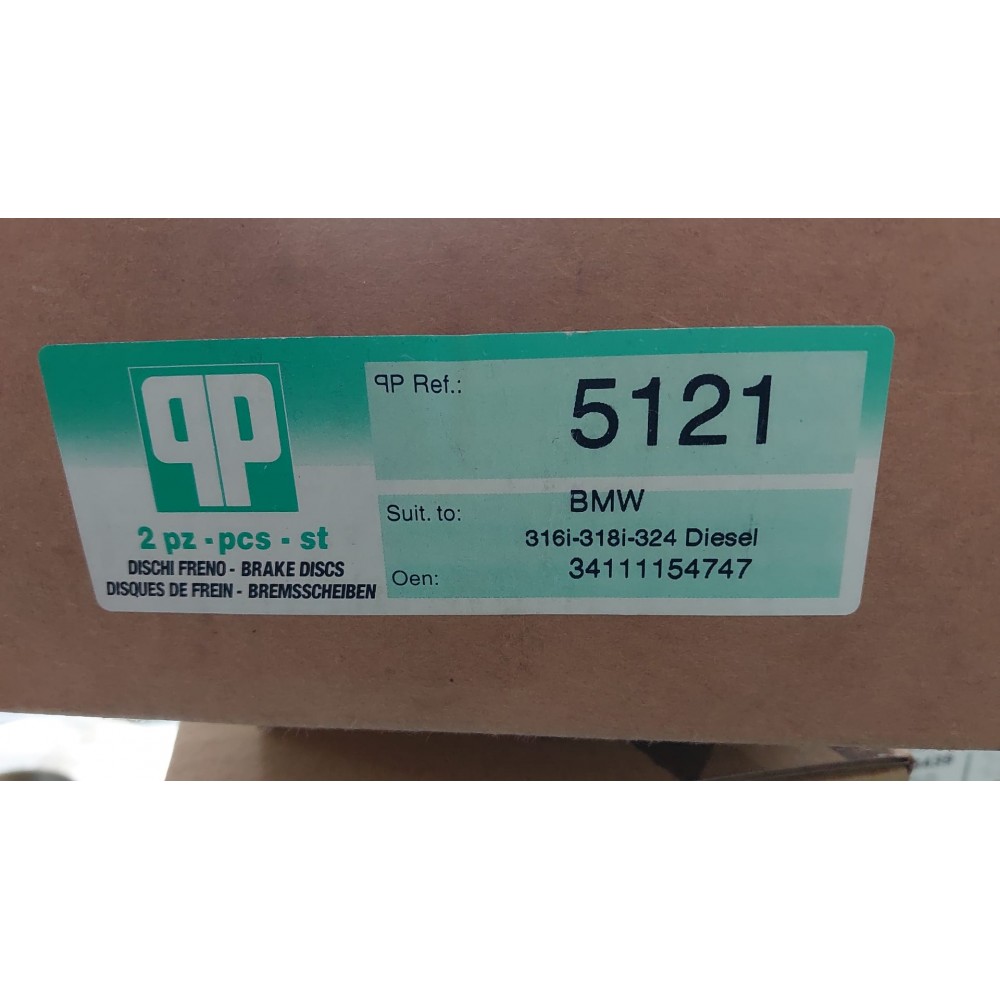 qP
2 pz - pcs - st
DISCHI FRENO - BRAKE DISCS
DISQUES DE FREIN - BREMSSCHEIBEN
qP Ref.:
5121
Suit. to:
BMW
316i-318i-324 Diesel
Oen:
34111154747